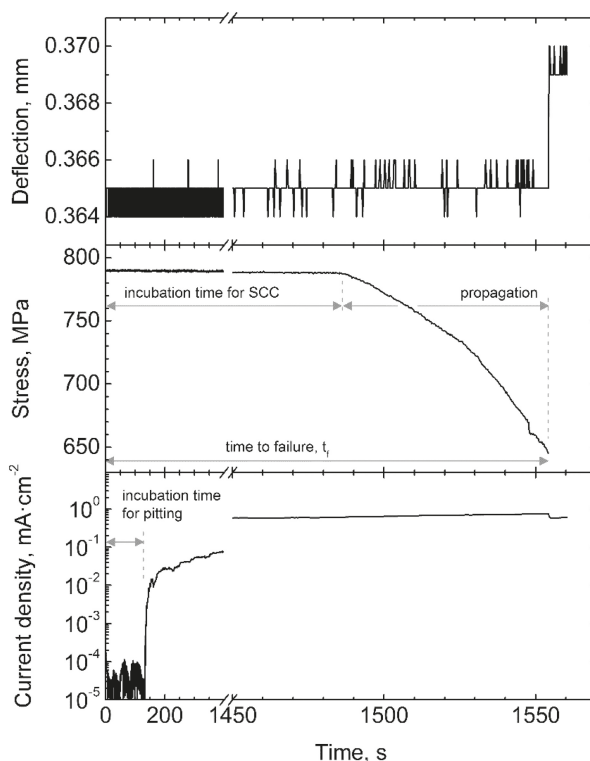 0.370
0.368
0.366
0.364
Deflection, mm
800
750
700
650
Stress, MPa
incubation time for SCC
propagation
time to failure, tf
10^0
10^-1
10^-2
10^-3
10^-4
10^-5
Current density, mA·cm^-2
incubation time
for pitting
0 200 1450 1500 1550
Time, s